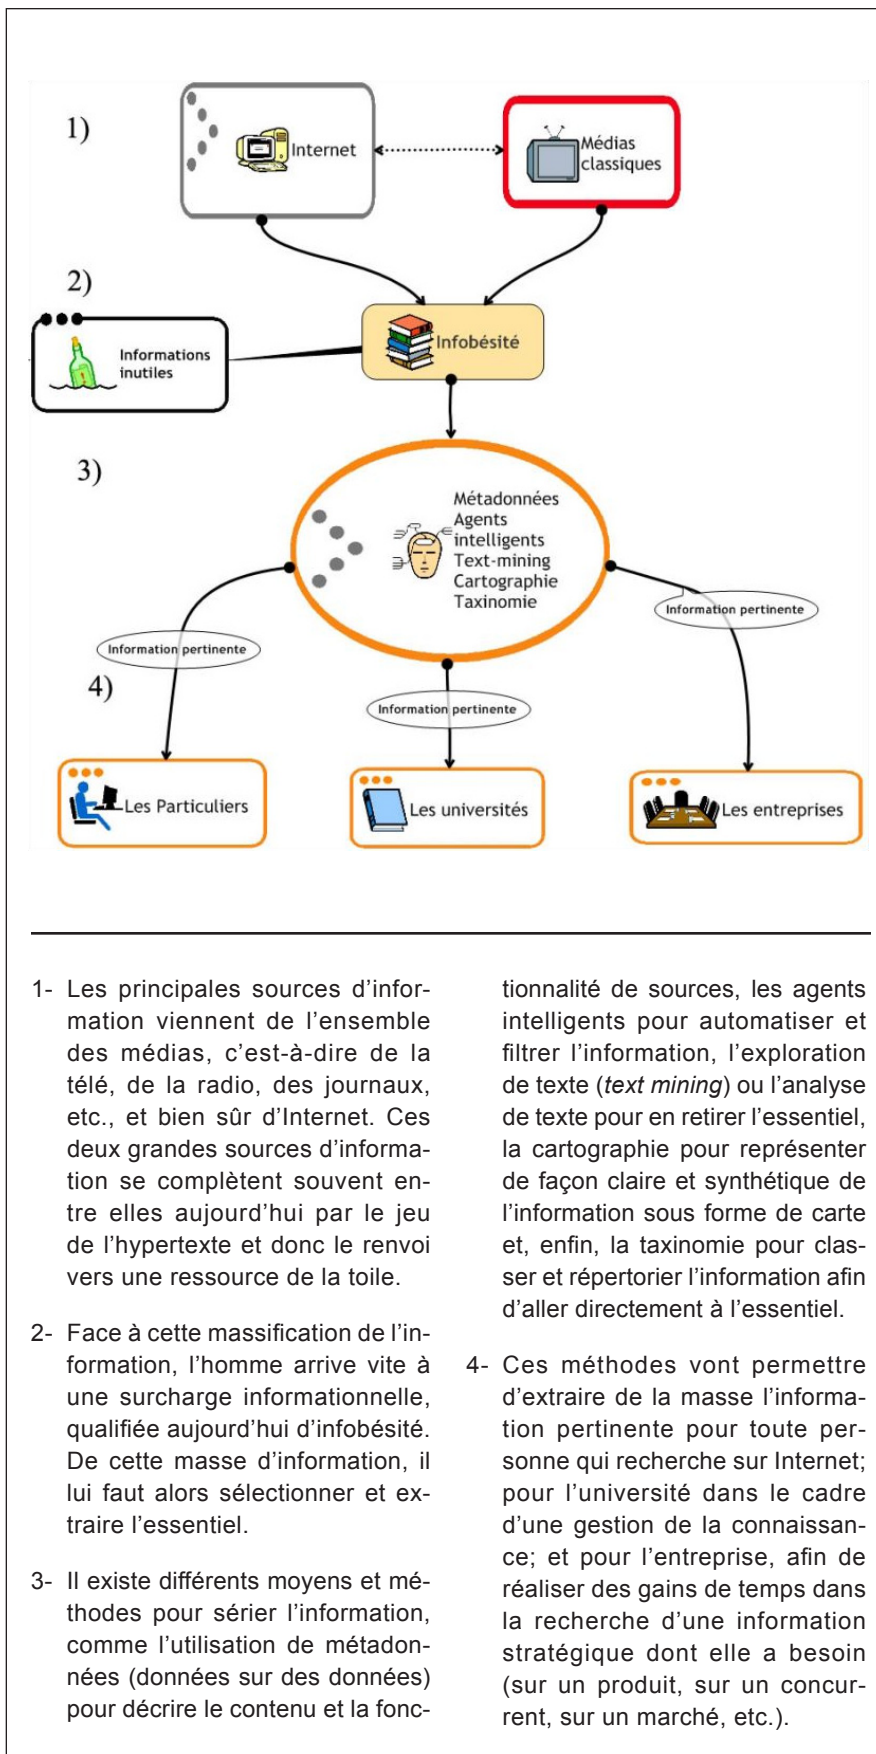 1)
Internet
Médias
classiques
2)
Informations
inutiles
Infobésité
3)
Métadonnées
Agents
intelligents
Text-mining
Cartographie
Taxinomie
Information pertinente
Information pertinente
4)
Information pertinente
Les Particuliers
Les universités
Les entreprises
1- Les principales sources d'infor-
mation viennent de l'ensemble
des médias, c'est-à-dire de la
télé, de la radio, des journaux,
etc., et bien sûr d'Internet. Ces
deux grandes sources d'informa-
tion se complètent souvent en-
tre elles aujourd'hui par le jeu
de l'hypertexte et donc le renvoi
vers une ressource de la toile.
2- Face à cette massification de l'in-
formation, l'homme arrive vite à
une surcharge informationnelle,
qualifiée aujourd'hui d'infobésité.
De cette masse d'information, il
lui faut alors sélectionner et ex-
traire l'essentiel.
3- Il existe différents moyens et mé-
thodes pour sérier l'information,
comme l'utilisation de métadon-
nées (données sur des données)
pour décrire le contenu et la fonc-
tionnalité de sources, les agents
intelligents pour automatiser et
filtrer l'information, l'exploration
de texte (text mining) ou l'analyse
de texte pour en retirer l'essentiel,
la cartographie pour représenter
de façon claire et synthétique de
l'information sous forme de carte
et, enfin, la taxinomie pour clas-
ser et répertorier l'information afin
d'aller directement à l'essentiel.
4- Ces méthodes vont permettre
d'extraire de la masse l'informa-
tion pertinente pour toute per-
sonne qui recherche sur Internet;
pour l'université dans le cadre
d'une gestion de la connaissan-
ce; et pour l'entreprise, afin de
réaliser des gains de temps dans
la recherche d'une information
stratégique dont elle a besoin
(sur un produit, sur un concur-
rent, sur un marché, etc.).